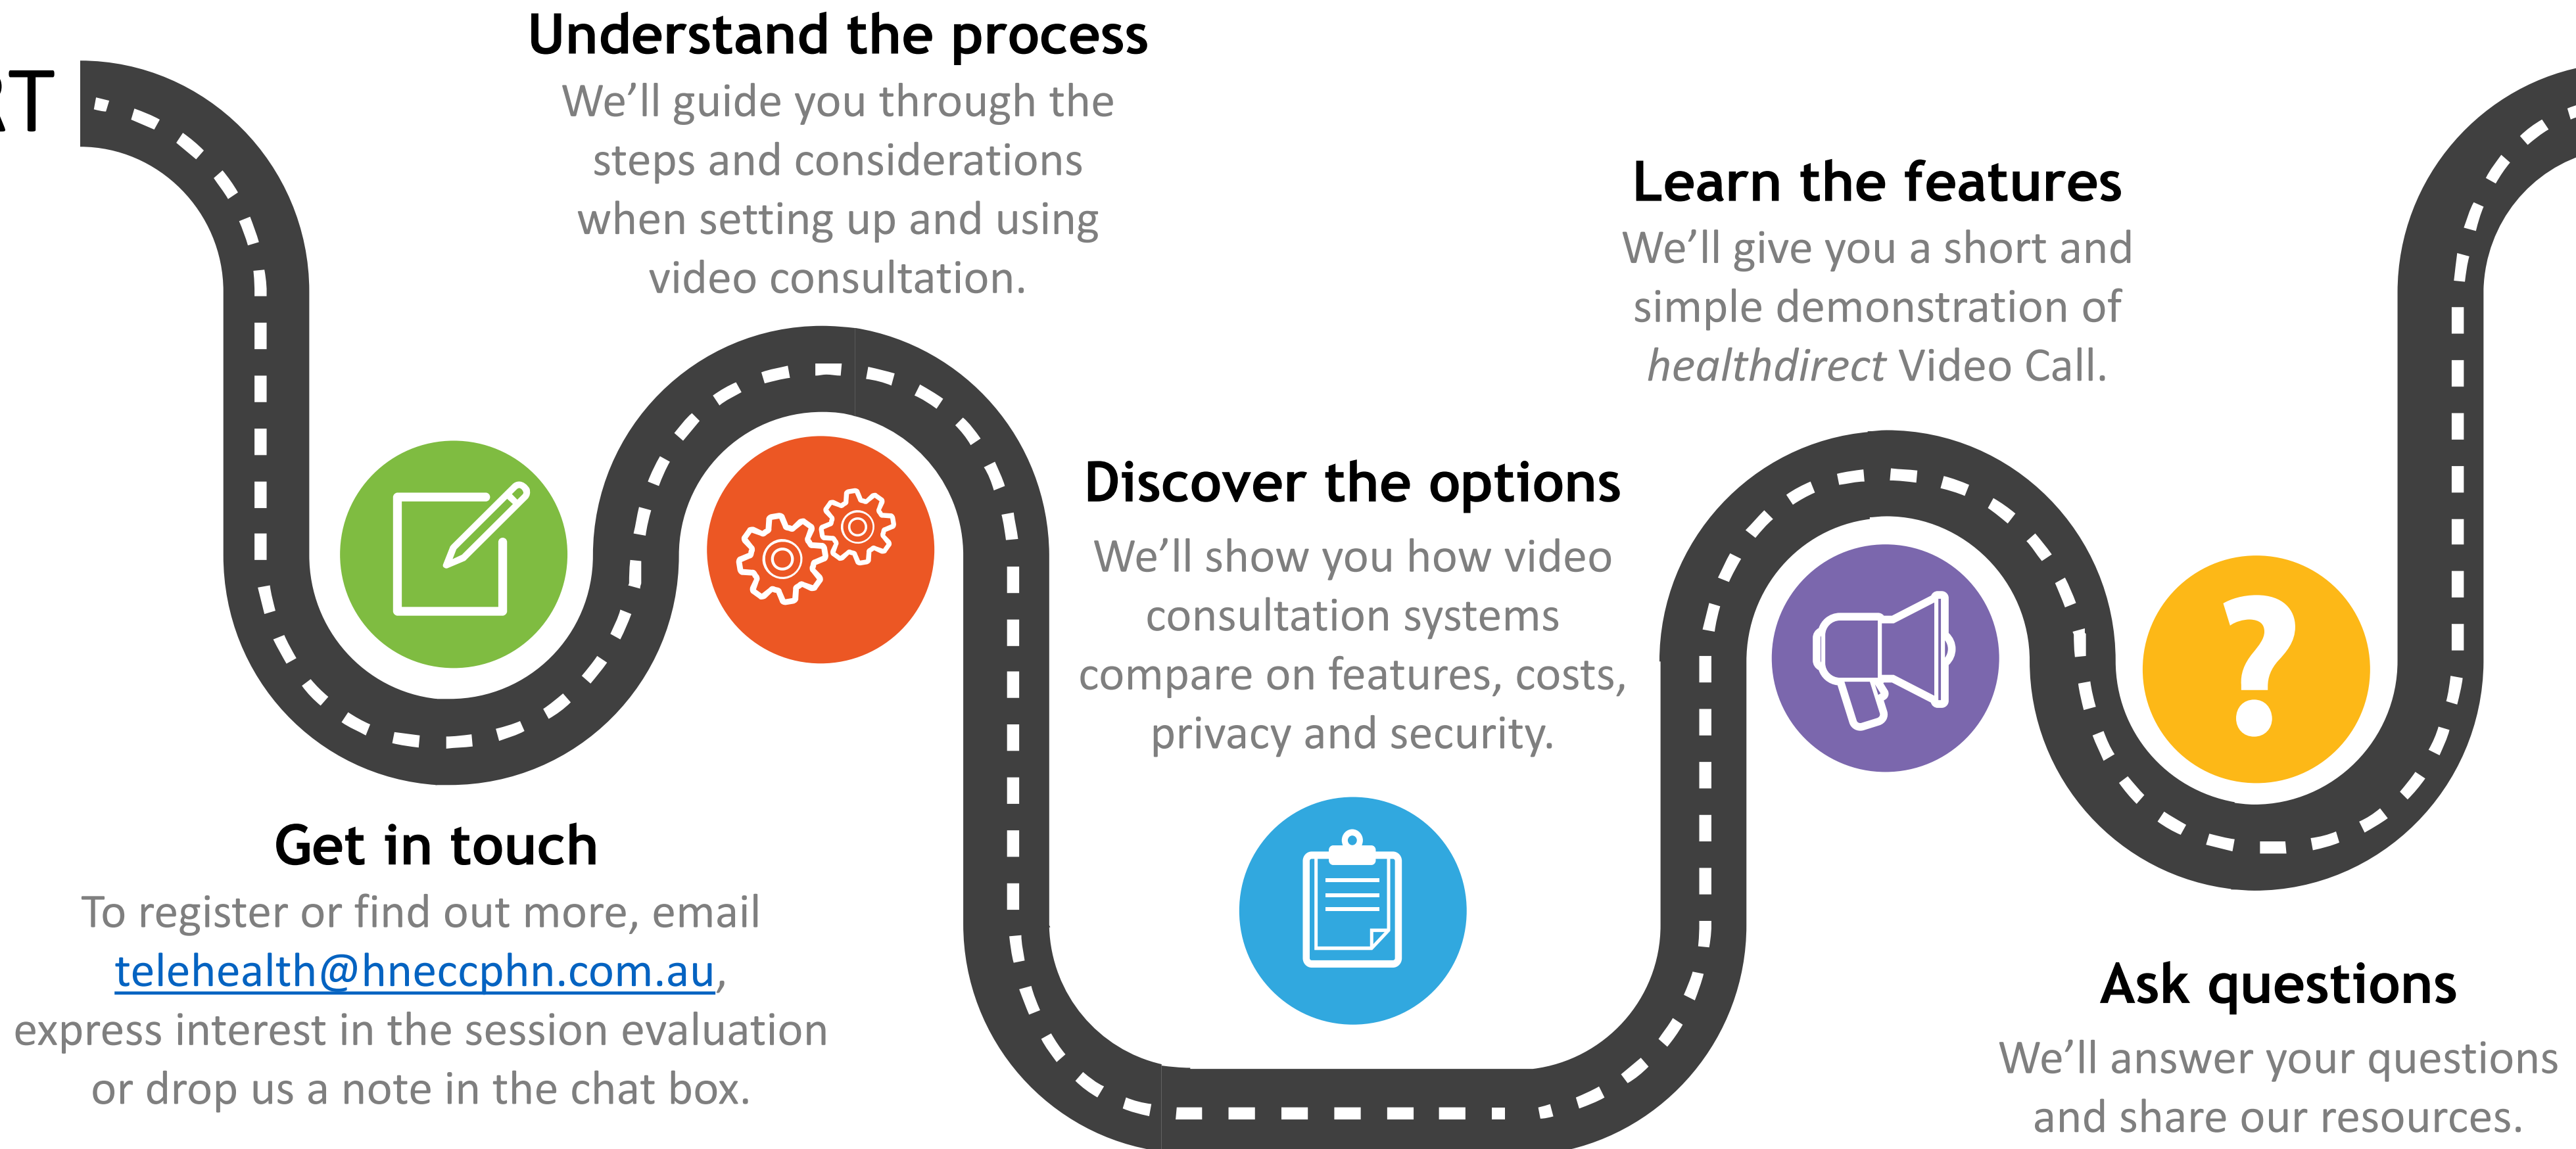 RT
Understand the process
We’ll guide you through the
steps and considerations
when setting up and using
video consultation.
Learn the features
We’ll give you a short and
simple demonstration of
healthdirect Video Call.
Discover the options
We’ll show you how video
consultation systems
compare on features, costs,
privacy and security.
?
Get in touch
To register or find out more, email
telehealth@hneccphn.com.au,
express interest in the session evaluation
or drop us a note in the chat box.
Ask questions
We’ll answer your questions
and share our resources.